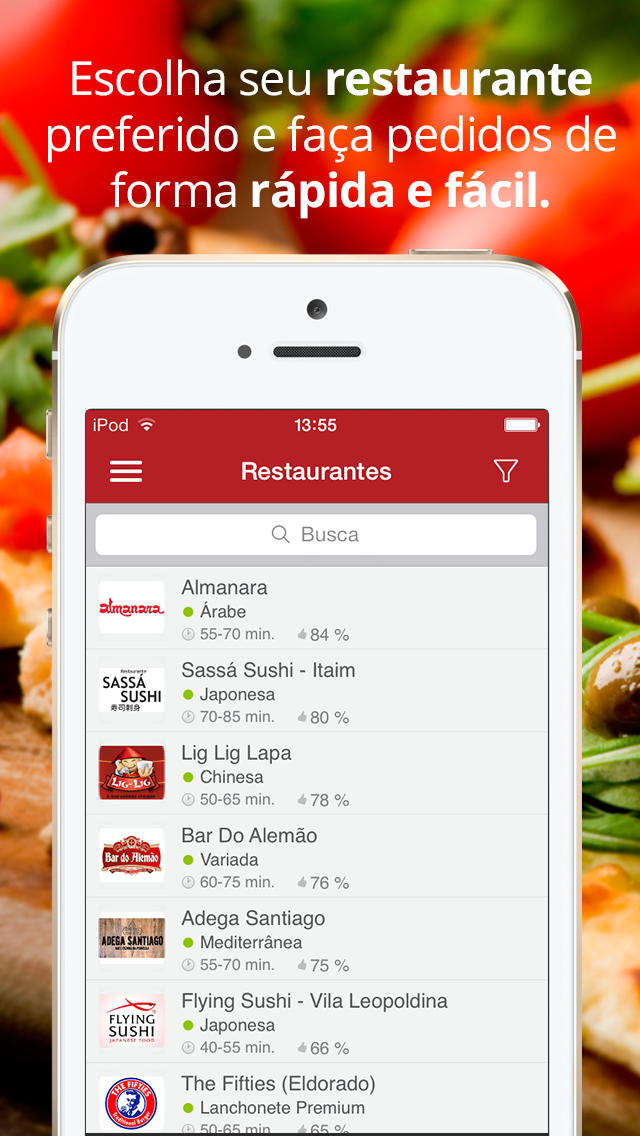 Escolha seu restaurante
preferido e faça pedidos de
forma rápida e fácil.
iPod
13:55
Restaurantes
Busca
almanara
Almanara
Árabe
55-70 min.
84 %
Restaurante
SASSÁ
SUSHI
寿司刺身
Sassá Sushi - Itaim
Japonesa
70-85 min.
80 %
LIG-LIG
Lig Lig Lapa
Chinesa
50-65 min.
78 %
Bar do Alemão
Bar Do Alemão
Variada
60-75 min.
76 %
ADEGA SANTIAGO
Adega Santiago
Mediterrânea
55-70 min.
75 %
FLYING
SUSHI
JAPANESE FOOD
Flying Sushi - Vila Leopoldina
Japonesa
40-55 min.
66 %
THE FIFTIES
Traditional Burger
The Fifties (Eldorado)
Lanchonete Premium
50-65 min.
65 %